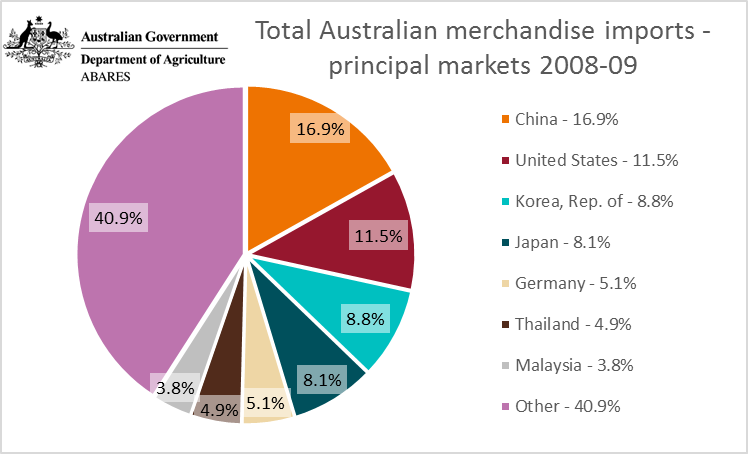 Australian Government
Department of Agriculture
ABARES
Total Australian merchandise imports -
principal markets 2008-09
16.9%
11.5%
8.8%
8.1%
5.1%
4.9%
3.8%
40.9%
China - 16.9%
United States - 11.5%
Korea, Rep. of - 8.8%
Japan - 8.1%
Germany - 5.1%
Thailand - 4.9%
Malaysia - 3.8%
Other - 40.9%